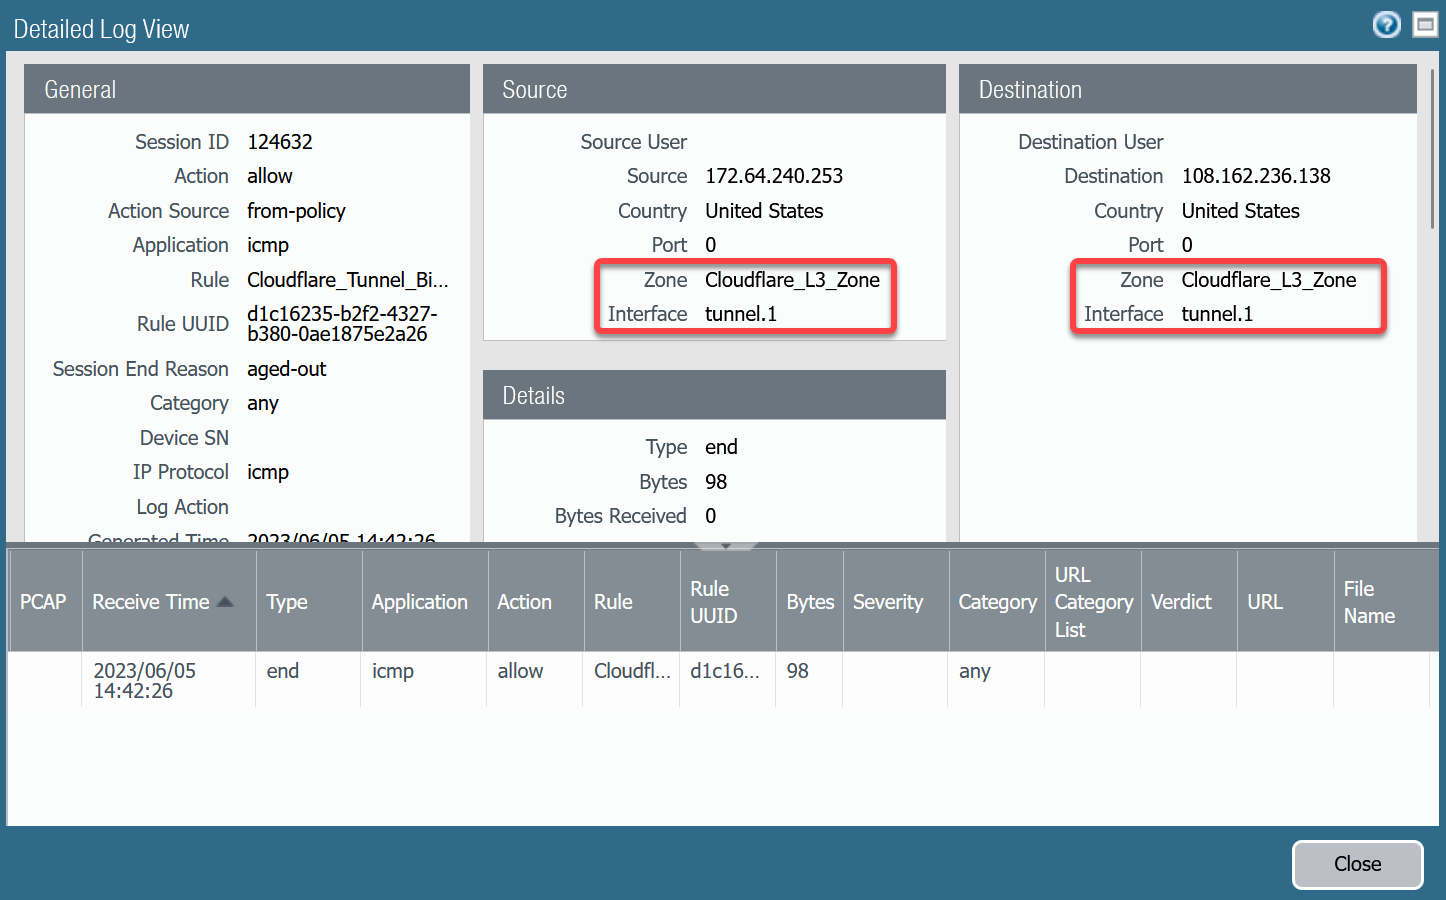 Detailed Log View
General
Session ID 124632
Action allow
Action Source from-policy
Application icmp
Rule Cloudflare_Tunnel_Bi...
Rule UUID d1c16235-b2f2-4327-
b380-0ae1875e2a26
Session End Reason aged-out
Category any
Device SN
IP Protocol icmp
Log Action
Generated Time 2023/06/05 14:42:26
Source
Source User
Source 172.64.240.253
Country United States
Port 0
Zone Cloudflare_L3_Zone
Interface tunnel.1
Details
Type end
Bytes 98
Bytes Received 0
Destination
Destination User
Destination 108.162.236.138
Country United States
Port 0
Zone Cloudflare_L3_Zone
Interface tunnel.1
PCAP Receive Time Type Application Action Rule Rule UUID Bytes Severity Category URL Category List Verdict URL File Name
2023/06/05 14:42:26 end icmp allow Cloudfl... d1c16... 98 any
Close